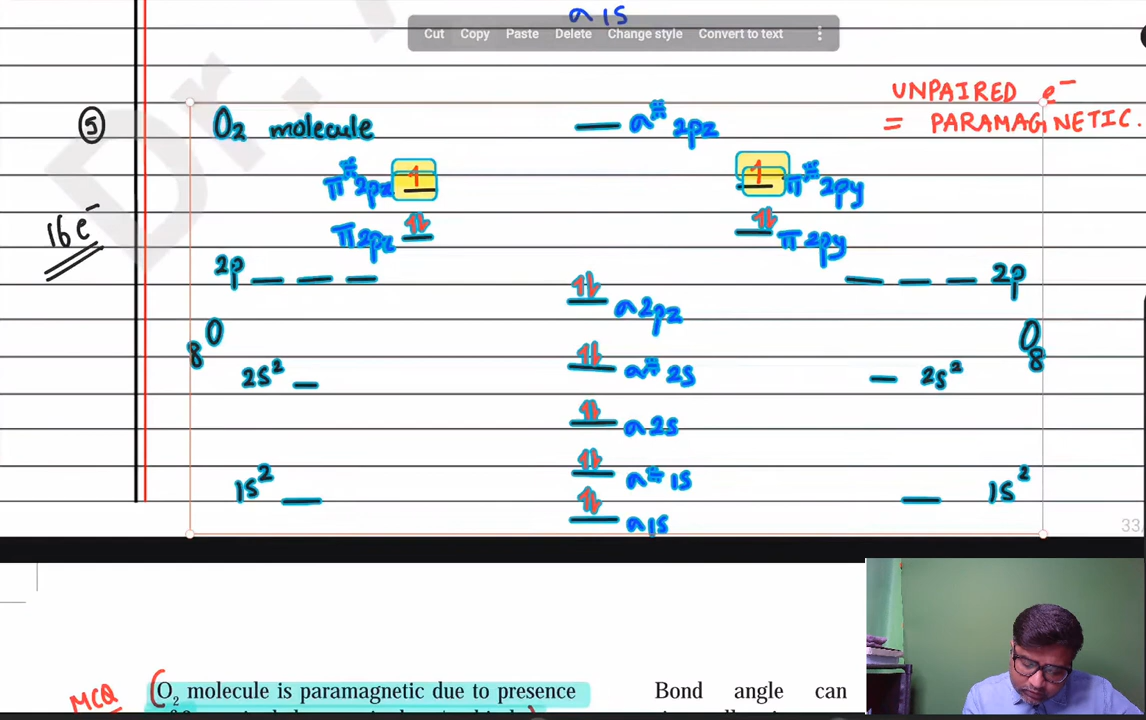 σ 1s
Cut Copy Paste Delete Change style Convert to text
UNPAIRED e⁻
= PARAMAGNETIC.
⑤ O₂ molecule
σ* 2pz
π* 2px 1 1 π* 2py
16e⁻
π 2px ⥮ ⥮ π 2py
2p 2p
⥮ σ 2pz
₈O O₈
⥮ σ* 2s
2s² 2s²
⥮ σ 2s
⥮ σ* 1s
1s² 1s²
⥮ σ 1s
33
MCQ (O₂ molecule is paramagnetic due to presence
Bond angle can